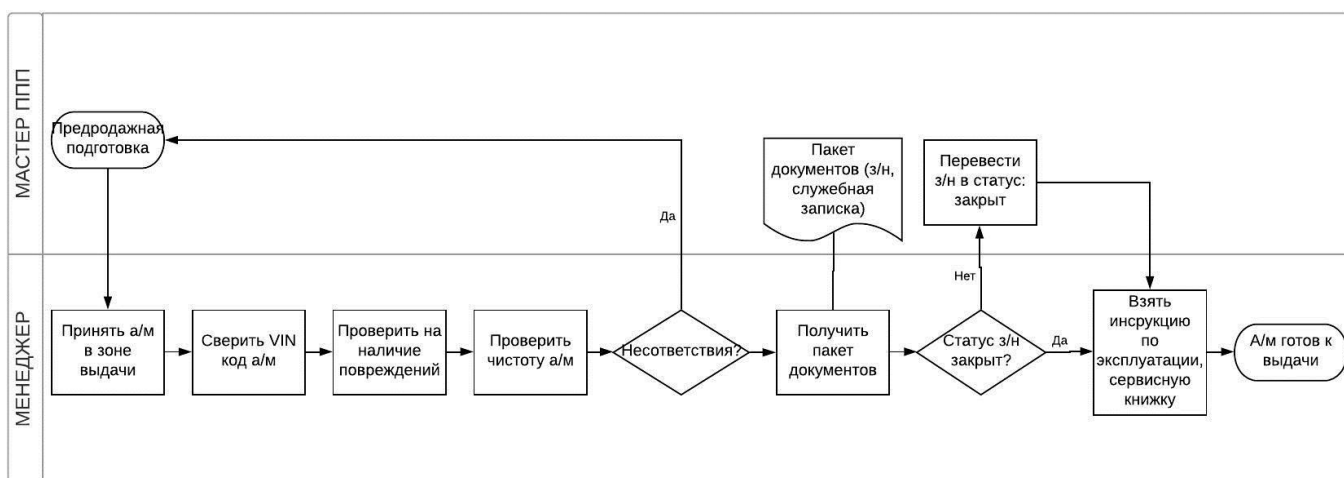 МАСТЕР ППП
Предродажная
подготовка
Да
Пакет
документов (з/н,
служебная
записка)
Перевести
з/н в статус:
закрыт
Нет
МЕНЕДЖЕР
Принять а/м
в зоне
выдачи
Сверить VIN
код а/м
Проверить на
наличие
повреждений
Проверить
чистоту а/м
Несответствия?
Получить
пакет
документов
Статус з/н
закрыт?
Да
Взять
инсрукцию
по
эксплуатации,
сервисную
книжку
А/м готов к
выдачи